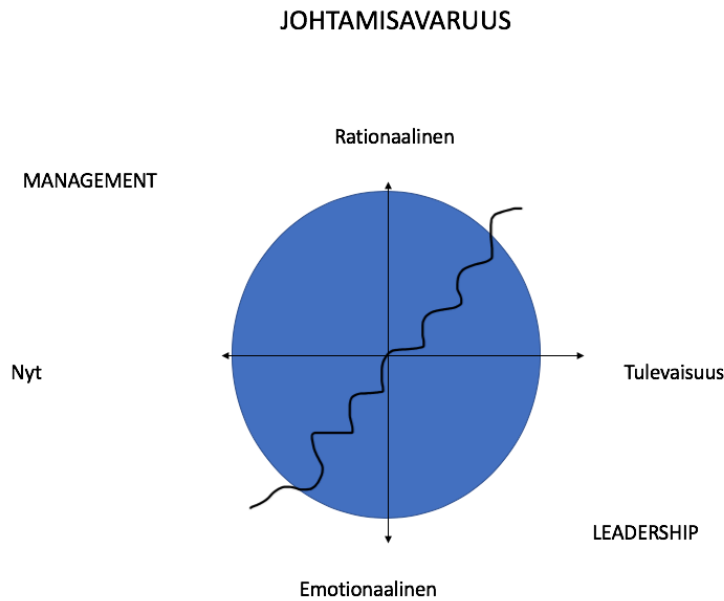 JOHTAMISAVARUUS
Rationaalinen
MANAGEMENT
Nyt
Tulevaisuus
LEADERSHIP
Emotionaalinen